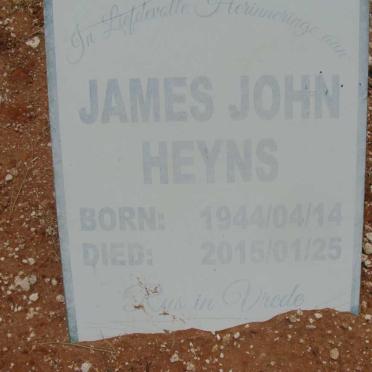 In Liefdevolle Herinneringe aan
JAMES JOHN
HEYNS
BORN: 1944/04/14
DIED: 2015/01/25
Rus in Vrede